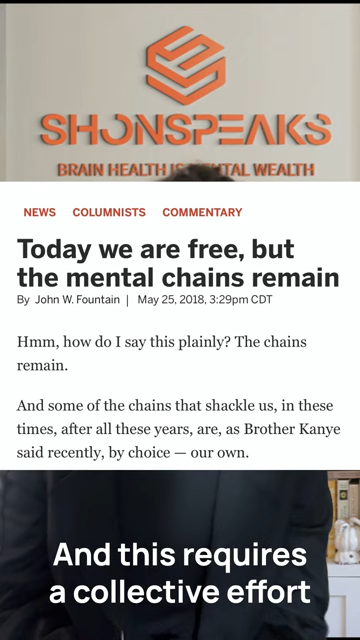 SHONSPEAKS
BRAIN HEALTH IS MENTAL WEALTH
NEWS COLUMNISTS COMMENTARY
Today we are free, but
the mental chains remain
By John W. Fountain | May 25, 2018, 3:29pm CDT
Hmm, how do I say this plainly? The chains
remain.
And some of the chains that shackle us, in these
times, after all these years, are, as Brother Kanye
said recently, by choice — our own.
And this requires
a collective effort